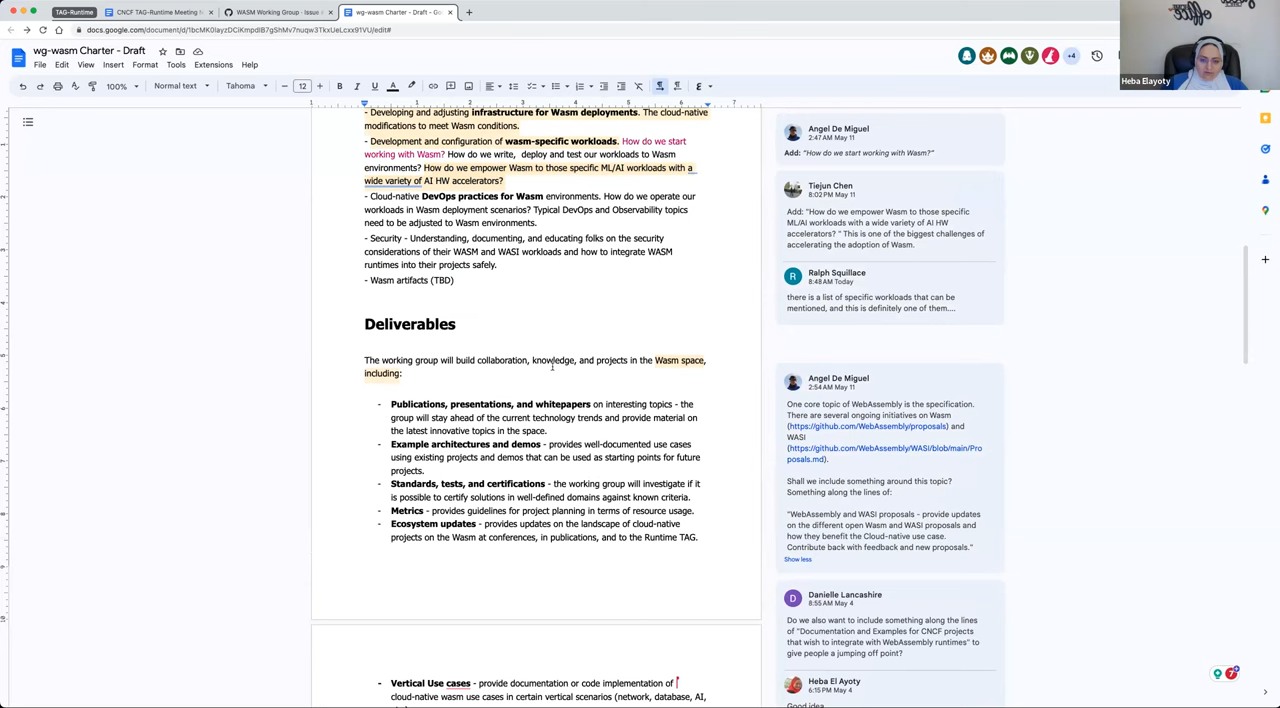 TAG-Runtime
CNCF TAG-Runtime Meeting N
WASM Working Group · Issue
wg-wasm Charter - Draft - Go
docs.google.com/document/d/
wg-wasm Charter - Draft
File Edit View Insert Format Tools Extensions Help
+4
100% Normal text Tahoma 12
Heba Elayoty
- Developing and adjusting infrastructure for Wasm deployments. The cloud-native
modifications to meet Wasm conditions.
- Development and configuration of wasm-specific workloads. How do we start
working with Wasm? How do we write, deploy and test our workloads to Wasm
environments? How do we empower Wasm to those specific ML/AI workloads with a
wide variety of AI HW accelerators?
- Cloud-native DevOps practices for Wasm environments. How do we operate our
workloads in Wasm deployment scenarios? Typical DevOps and Observability topics
need to be adjusted to Wasm environments.
- Security - Understanding, documenting, and educating folks on the security
considerations of their WASM and WASI workloads and how to integrate WASM
runtimes into their projects safely.
- Wasm artifacts (TBD)
Deliverables
The working group will build collaboration, knowledge, and projects in the Wasm space,
including:
- Publications, presentations, and whitepapers on interesting topics - the
group will stay ahead of the current technology trends and provide material on
the latest innovative topics in the space.
- Example architectures and demos - provides well-documented use cases
using existing projects and demos that can be used as starting points for future
projects.
- Standards, tests, and certifications - the working group will investigate if it
is possible to certify solutions in well-defined domains against known criteria.
- Metrics - provides guidelines for project planning in terms of resource usage.
- Ecosystem updates - provides updates on the landscape of cloud-native
projects on the Wasm at conferences, in publications, and to the Runtime TAG.
- Vertical Use cases - provide documentation or code implementation of
cloud-native wasm use cases in certain vertical scenarios (network, database, AI,
Angel De Miguel
2:47 AM May 11
Add: "How do we start working with Wasm?"
Tiejun Chen
8:02 PM May 11
Add: "How do we empower Wasm to those specific
ML/AI workloads with a wide variety of AI HW
accelerators? " This is one of the biggest challenges of
accelerating the adoption of Wasm.
R
Ralph Squillace
8:48 AM Today
there is a list of specific workloads that can be
mentioned, and this is definitely one of them....
Angel De Miguel
2:54 AM May 11
One core topic of WebAssembly is the specification.
There are several ongoing initiatives on Wasm
(https://github.com/WebAssembly/proposals) and
WASI
(https://github.com/WebAssembly/WASI/blob/main/Pro
posals.md).
Shall we include something around this topic?
Something along the lines of:
"WebAssembly and WASI proposals - provide updates
on the different open Wasm and WASI proposals and
how they benefit the Cloud-native use case.
Contribute back with feedback and new proposals."
Show less
D
Danielle Lancashire
8:55 AM May 4
Do we also want to include something along the lines
of "Documentation and Examples for CNCF projects
that wish to integrate with WebAssembly runtimes" to
give people a jumping off point?
Heba El Ayoty
6:15 PM May 4
Good idea